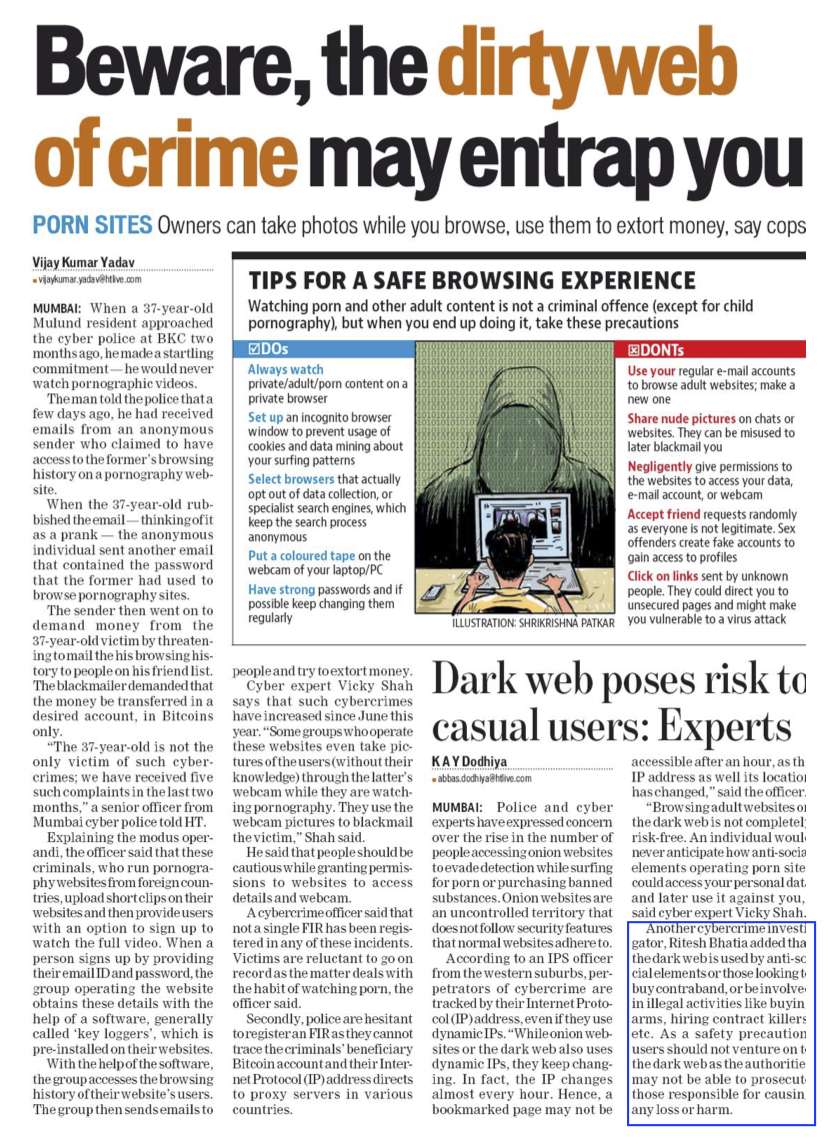 Beware, the dirty web
of crime may entrap you
PORN SITES Owners can take photos while you browse, use them to extort money, say cops
Vijay Kumar Yadav
vijaykumar.yadav@htlive.com
MUMBAI: When a 37-year-old
Mulund resident approached
the cyber police at BKC two
months ago, he made a startling
commitment — he would never
watch pornographic videos.
The man told the police that a
few days ago, he had received
emails from an anonymous
sender who claimed to have
access to the former's browsing
history on a pornography web-
site.
When the 37-year-old rub-
bished the email — thinking of it
as a prank — the anonymous
individual sent another email
that contained the password
that the former had used to
browse pornography sites.
The sender then went on to
demand money from the
37-year-old victim by threaten-
ing to mail the his browsing his-
tory to people on his friend list.
The blackmailer demanded that
the money be transferred in a
desired account, in Bitcoins
only.
"The 37-year-old is not the
only victim of such cyber-
crimes; we have received five
such complaints in the last two
months," a senior officer from
Mumbai cyber police told HT.
Explaining the modus oper-
andi, the officer said that these
criminals, who run pornogra-
phy websites from foreign coun-
tries, upload short clips on their
websites and then provide users
with an option to sign up to
watch the full video. When a
person signs up by providing
their email ID and password, the
group operating the website
obtains these details with the
help of a software, generally
called 'key loggers', which is
pre-installed on their websites.
With the help of the software,
the group accesses the browsing
history of their website's users.
The group then sends emails to
people and try to extort money.
Cyber expert Vicky Shah
says that such cybercrimes
have increased since June this
year. "Some groups who operate
these websites even take pic-
tures of the users (without their
knowledge) through the latter's
webcam while they are watch-
ing pornography. They use the
webcam pictures to blackmail
the victim," Shah said.
He said that people should be
cautious while granting permis-
sions to websites to access
details and webcam.
A cybercrime officer said that
not a single FIR has been regis-
tered in any of these incidents.
Victims are reluctant to go on
record as the matter deals with
the habit of watching porn, the
officer said.
Secondly, police are hesitant
to register an FIR as they cannot
trace the criminals' beneficiary
Bitcoin account and their Inter-
net Protocol (IP) address directs
to proxy servers in various
countries.
TIPS FOR A SAFE BROWSING EXPERIENCE
Watching porn and other adult content is not a criminal offence (except for child
pornography), but when you end up doing it, take these precautions
DOs
Always watch
private/adult/porn content on a
private browser
Set up an incognito browser
window to prevent usage of
cookies and data mining about
your surfing patterns
Select browsers that actually
opt out of data collection, or
specialist search engines, which
keep the search process
anonymous
Put a coloured tape on the
webcam of your laptop/PC
Have strong passwords and if
possible keep changing them
regularly
DONTs
Use your regular e-mail accounts
to browse adult websites; make a
new one
Share nude pictures on chats or
websites. They can be misused to
later blackmail you
Negligently give permissions to
the websites to access your data,
e-mail account, or webcam
Accept friend requests randomly
as everyone is not legitimate. Sex
offenders create fake accounts to
gain access to profiles
Click on links sent by unknown
people. They could direct you to
unsecured pages and might make
you vulnerable to a virus attack
ILLUSTRATION: SHRIKRISHNA PATKAR
Dark web poses risk to
casual users: Experts
K A Y Dodhiya
abbas.dodhiya@htlive.com
MUMBAI: Police and cyber
experts have expressed concern
over the rise in the number of
people accessing onion websites
to evade detection while surfing
for porn or purchasing banned
substances. Onion websites are
an uncontrolled territory that
does not follow security features
that normal websites adhere to.
According to an IPS officer
from the western suburbs, per-
petrators of cybercrime are
tracked by their Internet Proto-
col (IP) address, even if they use
dynamic IPs. "While onion web-
sites or the dark web also uses
dynamic IPs, they keep chang-
ing. In fact, the IP changes
almost every hour. Hence, a
bookmarked page may not be
accessible after an hour, as th
IP address as well its location
has changed," said the officer.
"Browsing adult websites on
the dark web is not completel
risk-free. An individual woul
never anticipate how anti-socia
elements operating porn site
could access your personal dat
and later use it against you,
said cyber expert Vicky Shah.
Another cybercrime investi
gator, Ritesh Bhatia added tha
the dark web is used by anti-so
cial elements or those looking t
buy contraband, or be involve
in illegal activities like buyin
arms, hiring contract killers
etc. As a safety precaution
users should not venture on t
the dark web as the authoritie
may not be able to prosecut
those responsible for causin
any loss or harm.